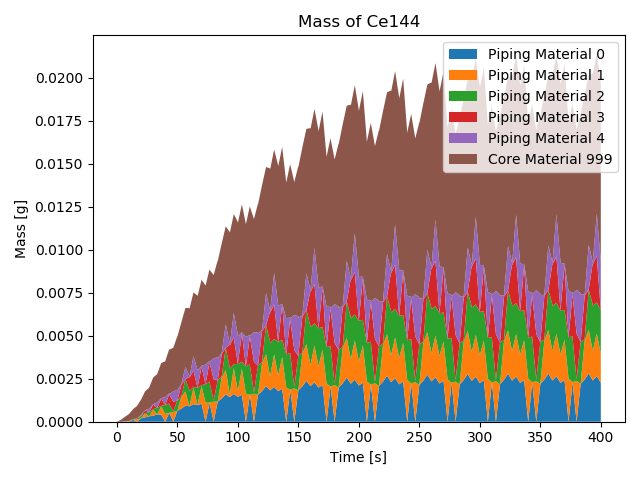 Mass of Ce144
Mass [g]
0.0200
0.0175
0.0150
0.0125
0.0100
0.0075
0.0050
0.0025
0.0000
Piping Material 0
Piping Material 1
Piping Material 2
Piping Material 3
Piping Material 4
Core Material 999
0 50 100 150 200 250 300 350 400
Time [s]